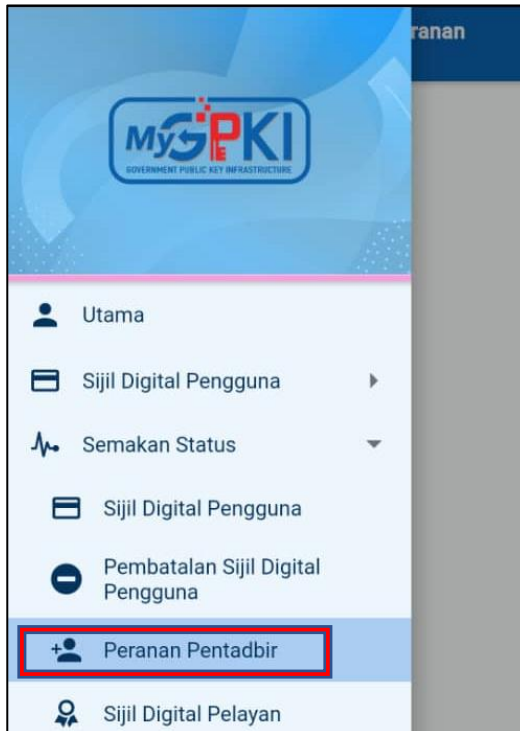 ranan
MyGPKI
GOVERNMENT PUBLIC KEY INFRASTRUCTURE
Utama
Sijil Digital Pengguna
Semakan Status
Sijil Digital Pengguna
Pembatalan Sijil Digital
Pengguna
Peranan Pentadbir
Sijil Digital Pelayan